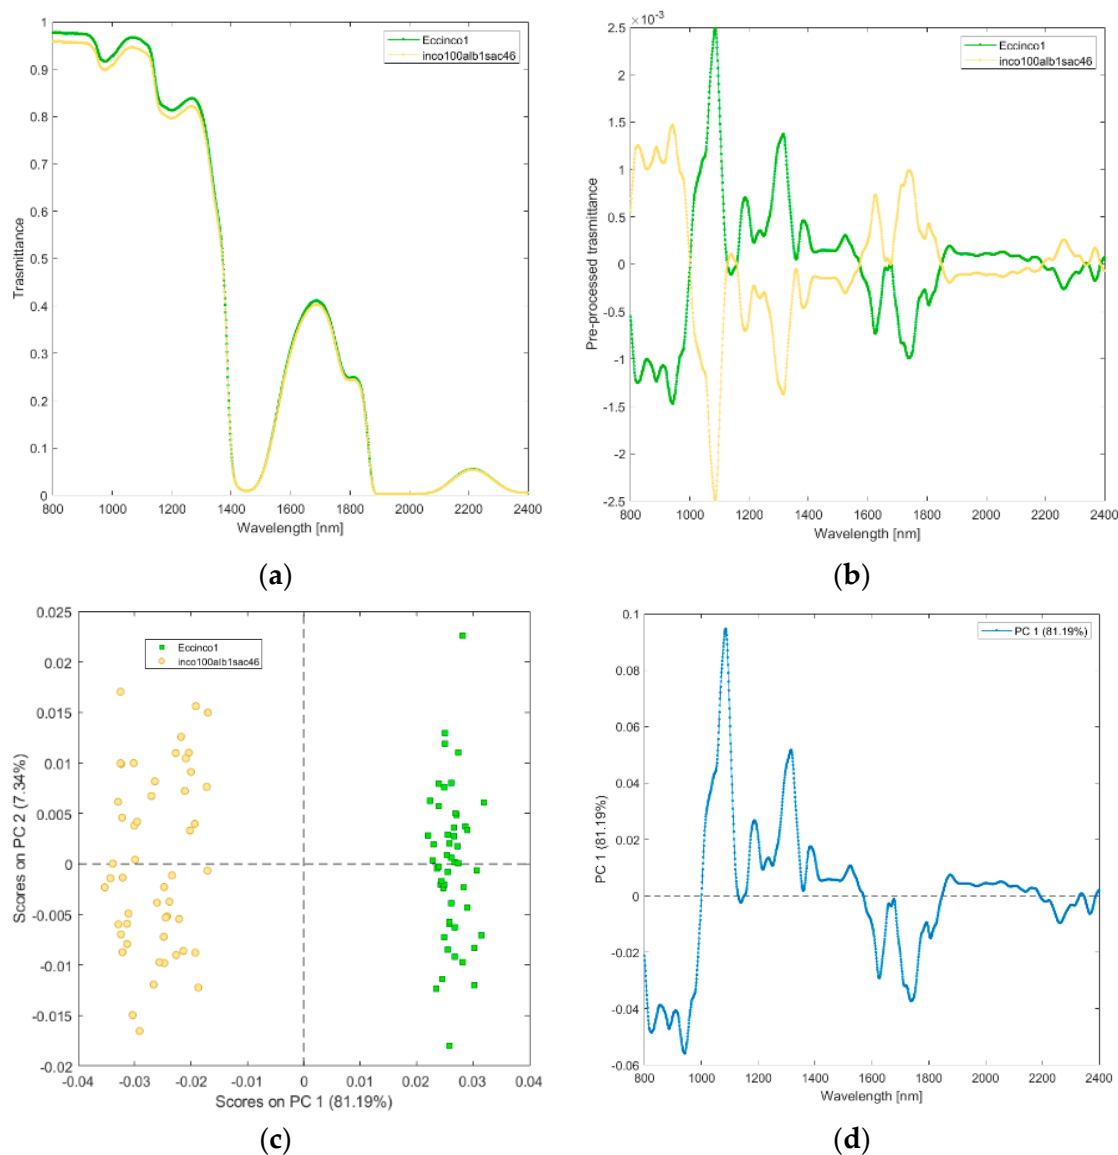 1
0.9
0.8
0.7
0.6
0.5
0.4
0.3
0.2
0.1
0
800 1000 1200 1400 1600 1800 2000 2200 2400
Wavelength [nm]
Trasmittance
Eccinco1
inco100alb1sac46
(a)
×10-3
2.5
2
1.5
1
0.5
0
-0.5
-1
-1.5
-2
-2.5
800 1000 1200 1400 1600 1800 2000 2200 2400
Wavelength [nm]
Pre-processed trasmittance
Eccinco1
inco100alb1sac46
(b)
0.025
0.02
0.015
0.01
0.005
0
-0.005
-0.01
-0.015
-0.02
-0.04 -0.03 -0.02 -0.01 0 0.01 0.02 0.03 0.04
Scores on PC 1 (81.19%)
Scores on PC 2 (7.34%)
Eccinco1
inco100alb1sac46
(c)
0.1
0.08
0.06
0.04
0.02
0
-0.02
-0.04
-0.06
800 1000 1200 1400 1600 1800 2000 2200 2400
Wavelength [nm]
PC 1 (81.19%)
PC 1 (81.19%)
(d)